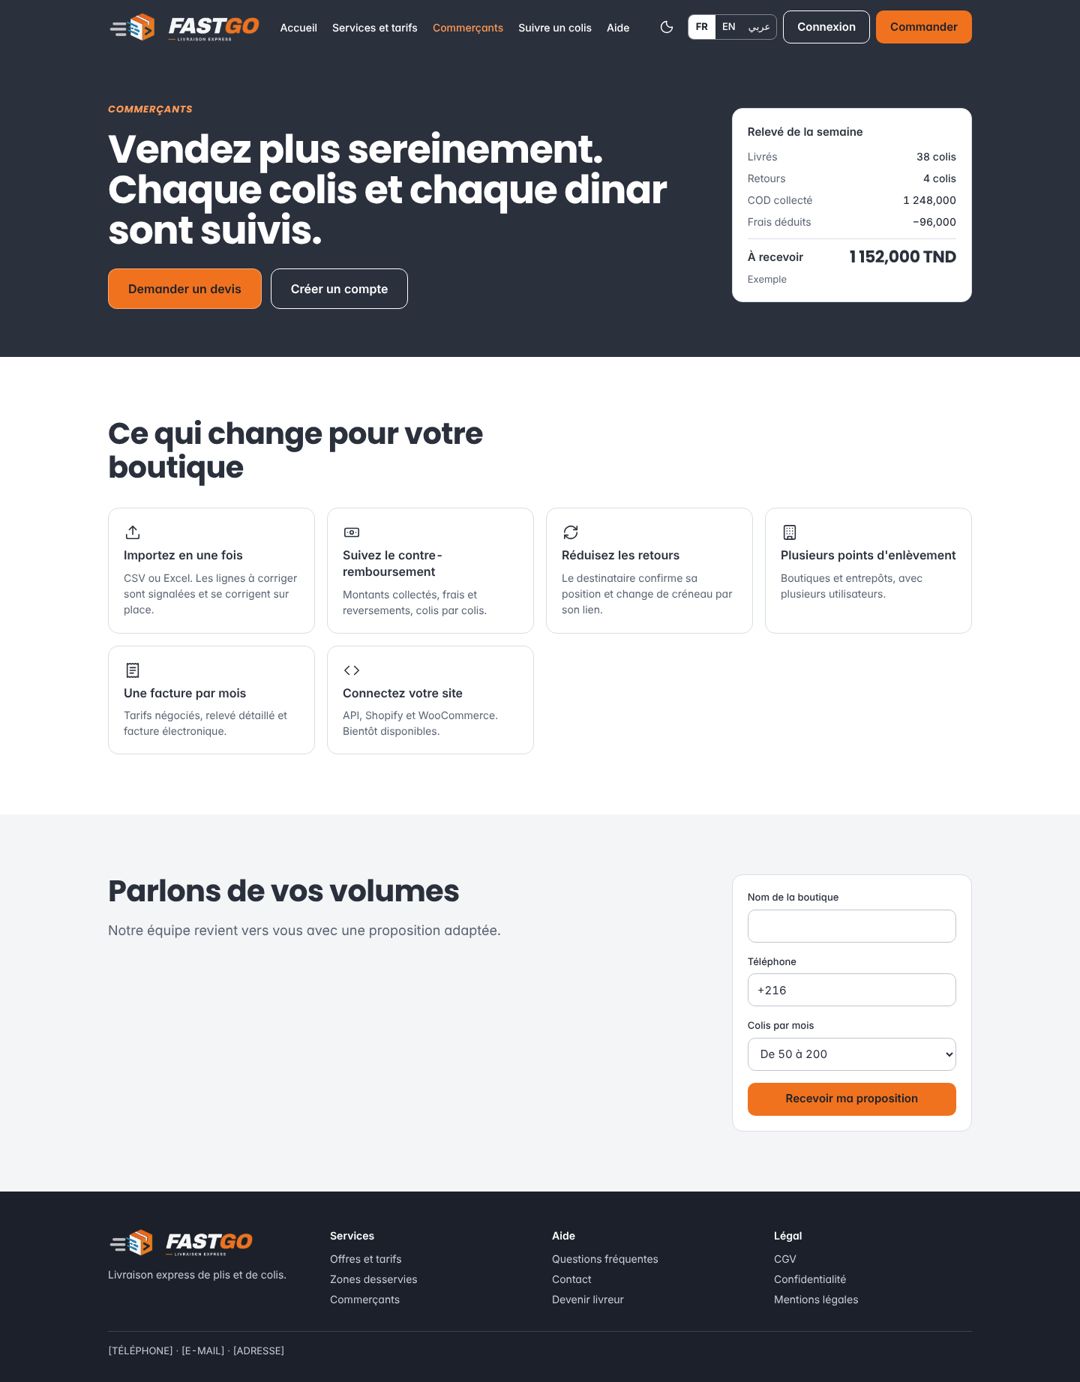 FASTGO
LIVRAISON EXPRESS
Accueil
Services et tarifs
Commerçants
Suivre un colis
Aide
FR
EN
عربي
Connexion
Commander
COMMERÇANTS
Vendez plus sereinement.
Chaque colis et chaque dinar
sont suivis.
Demander un devis
Créer un compte
Relevé de la semaine
Livrés 38 colis
Retours 4 colis
COD collecté 1 248,000
Frais déduits −96,000
À recevoir 1 152,000 TND
Exemple
Ce qui change pour votre
boutique
Importez en une fois
CSV ou Excel. Les lignes à corriger
sont signalées et se corrigent sur
place.
Suivez le contre-
remboursement
Montants collectés, frais et
reversements, colis par colis.
Réduisez les retours
Le destinataire confirme sa
position et change de créneau par
son lien.
Plusieurs points d'enlèvement
Boutiques et entrepôts, avec
plusieurs utilisateurs.
Une facture par mois
Tarifs négociés, relevé détaillé et
facture électronique.
Connectez votre site
API, Shopify et WooCommerce.
Bientôt disponibles.
Parlons de vos volumes
Notre équipe revient vers vous avec une proposition adaptée.
Nom de la boutique
Téléphone
+216
Colis par mois
De 50 à 200
Recevoir ma proposition
FASTGO
LIVRAISON EXPRESS
Livraison express de plis et de colis.
Services
Offres et tarifs
Zones desservies
Commerçants
Aide
Questions fréquentes
Contact
Devenir livreur
Légal
CGV
Confidentialité
Mentions légales
[TÉLÉPHONE] · [E-MAIL] · [ADRESSE]